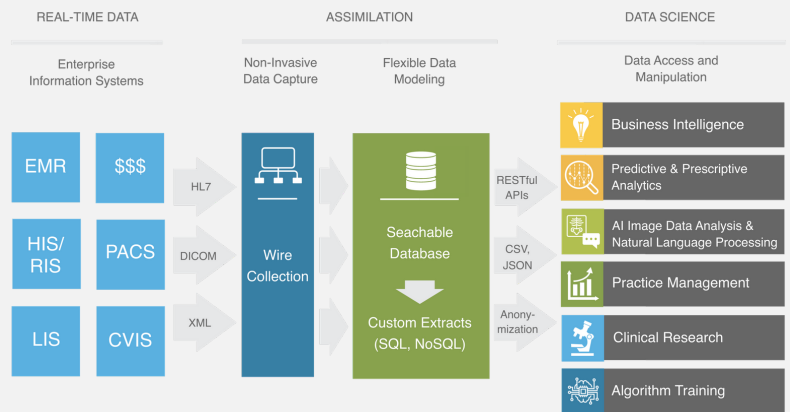 REAL-TIME DATA
ASSIMILATION
DATA SCIENCE
Enterprise
Information Systems
Non-Invasive
Data Capture
Flexible Data
Modeling
Data Access and
Manipulation
EMR
$$$
HIS/
RIS
PACS
LIS
CVIS
HL7
DICOM
XML
Wire
Collection
Seachable
Database
Custom Extracts
(SQL, NoSQL)
RESTful
APIs
CSV,
JSON
Anony-
mization
Business Intelligence
Predictive & Prescriptive
Analytics
AI Image Data Analysis &
Natural Language Processing
Practice Management
Clinical Research
Algorithm Training